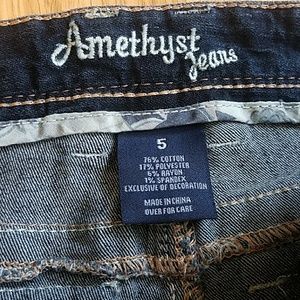 Amethyst
Jeans
5
76% COTTON
17% POLYESTER
6% RAYON
1% SPANDEX
EXCLUSIVE OF DECORATION
MADE IN CHINA
OVER FOR CARE